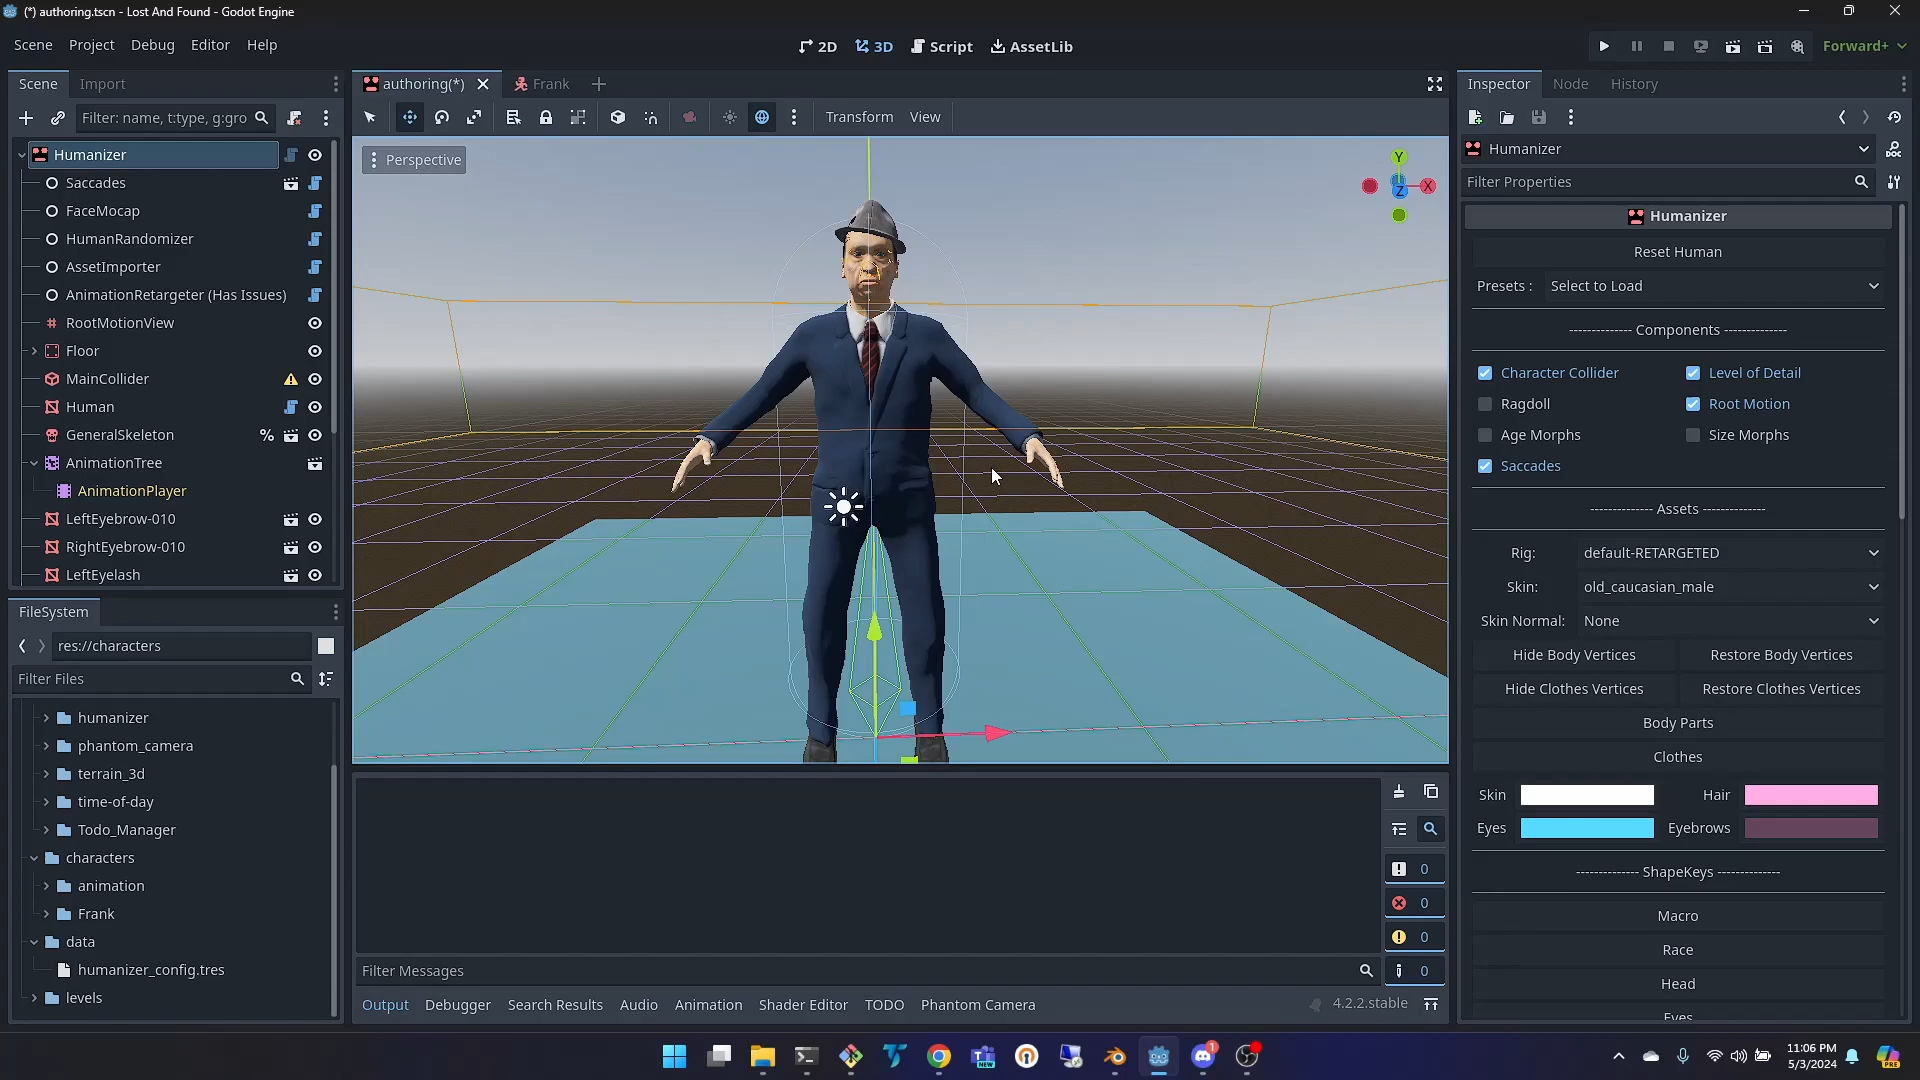 (*) authoring.tscn - Lost And Found - Godot Engine
Scene Project Debug Editor Help
2D 3D Script AssetLib
Forward+
Scene Import
Filter: name, t:type, g:gro
Humanizer
Saccades
FaceMocap
HumanRandomizer
AssetImporter
AnimationRetargeter (Has Issues)
RootMotionView
Floor
MainCollider
Human
GeneralSkeleton %
AnimationTree
AnimationPlayer
LeftEyebrow-010
RightEyebrow-010
LeftEyelash
FileSystem
res://characters
Filter Files
humanizer
phantom_camera
terrain_3d
time-of-day
Todo_Manager
characters
animation
Frank
data
humanizer_config.tres
levels
authoring(*) Frank
Transform View
Perspective
Y
X
Z
0
0
0
0
Filter Messages
Output Debugger Search Results Audio Animation Shader Editor TODO Phantom Camera
4.2.2.stable
Inspector Node History
Humanizer
DOC
Filter Properties
Humanizer
Reset Human
Presets : Select to Load
-------------- Components --------------
Character Collider Level of Detail
Ragdoll Root Motion
Age Morphs Size Morphs
Saccades
-------------- Assets --------------
Rig: default-RETARGETED
Skin: old_caucasian_male
Skin Normal: None
Hide Body Vertices Restore Body Vertices
Hide Clothes Vertices Restore Clothes Vertices
Body Parts
Clothes
Skin Hair
Eyes Eyebrows
-------------- ShapeKeys --------------
Macro
Race
Head
Eyes
NEW
1
11:06 PM
5/3/2024
PRE